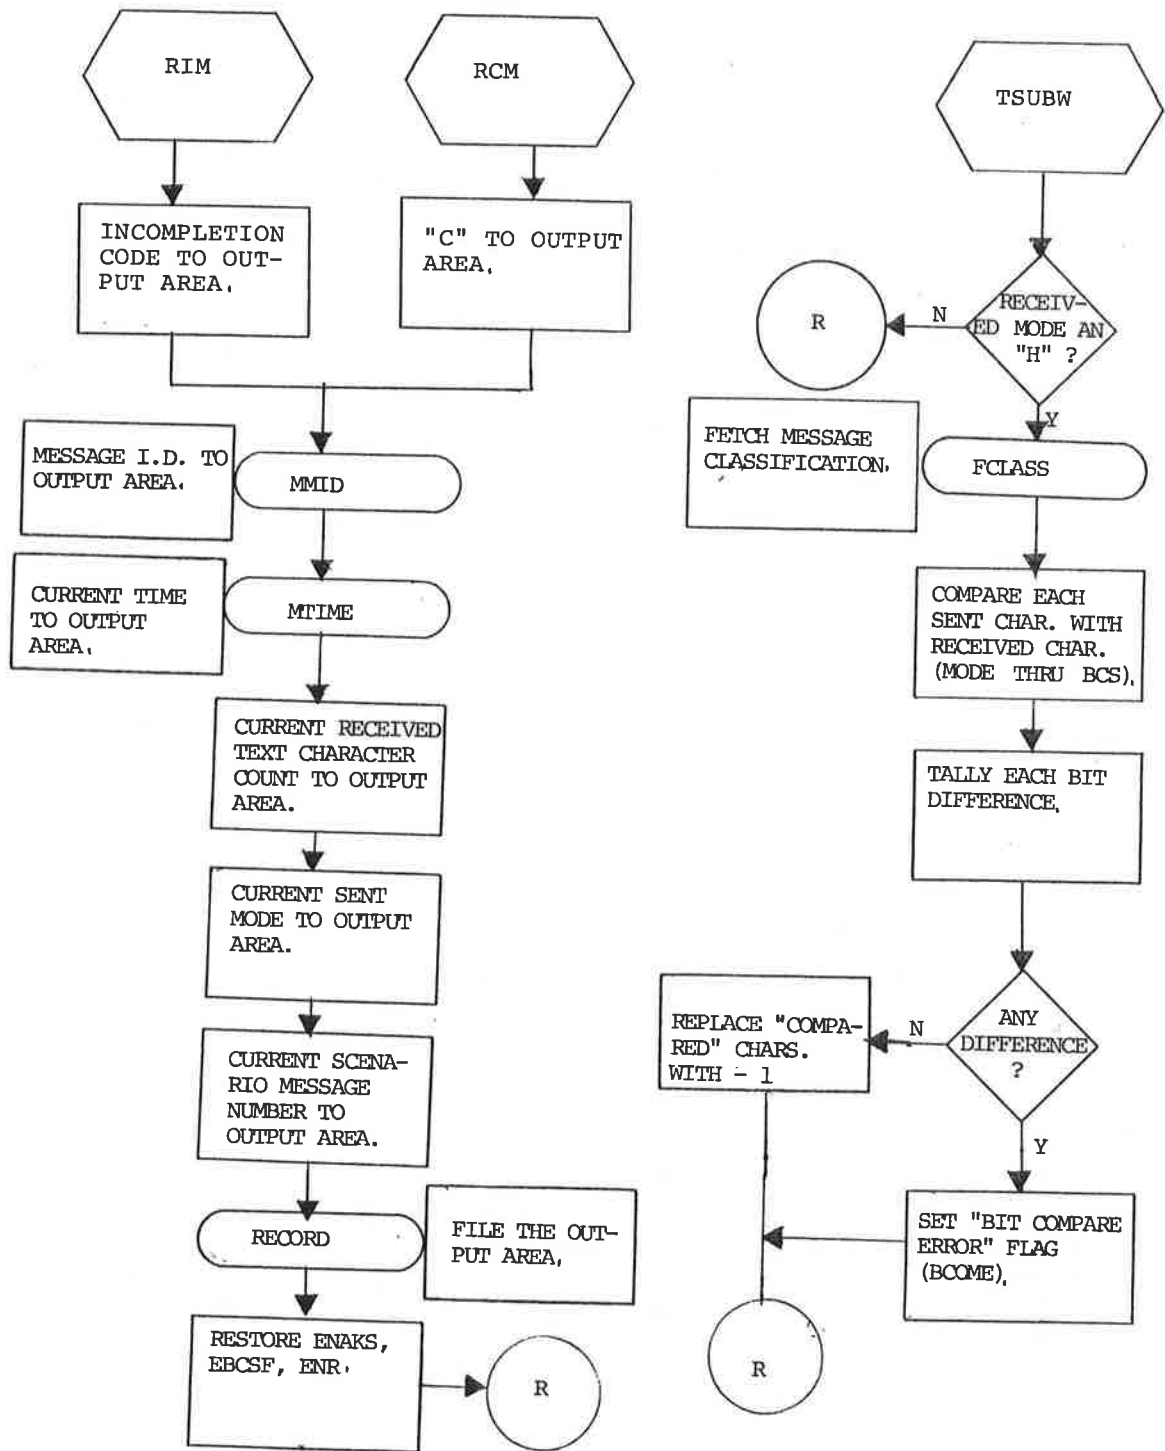 RIM
RCM
INCOMPLETION
CODE TO OUT-
PUT AREA.
"C" TO OUTPUT
AREA.
MESSAGE I.D. TO
OUTPUT AREA.
MMID
CURRENT TIME
TO OUTPUT
AREA.
MTIME
CURRENT RECEIVED
TEXT CHARACTER
COUNT TO OUTPUT
AREA.
CURRENT SENT
MODE TO OUTPUT
AREA.
CURRENT SCENA-
RIO MESSAGE
NUMBER TO
OUTPUT AREA.
RECORD
FILE THE OUT-
PUT AREA.
RESTORE ENAKS,
EBCSF, ENR.
R
TSUBW
RECEIV-
ED MODE AN
"H" ?
N
R
Y
FETCH MESSAGE
CLASSIFICATION.
FCLASS
COMPARE EACH
SENT CHAR. WITH
RECEIVED CHAR.
(MODE THRU BCS).
TALLY EACH BIT
DIFFERENCE.
ANY
DIFFERENCE
?
N
REPLACE "COMPA-
RED" CHARS.
WITH - 1
Y
SET "BIT COMPARE
ERROR" FLAG
(BCOME).
R